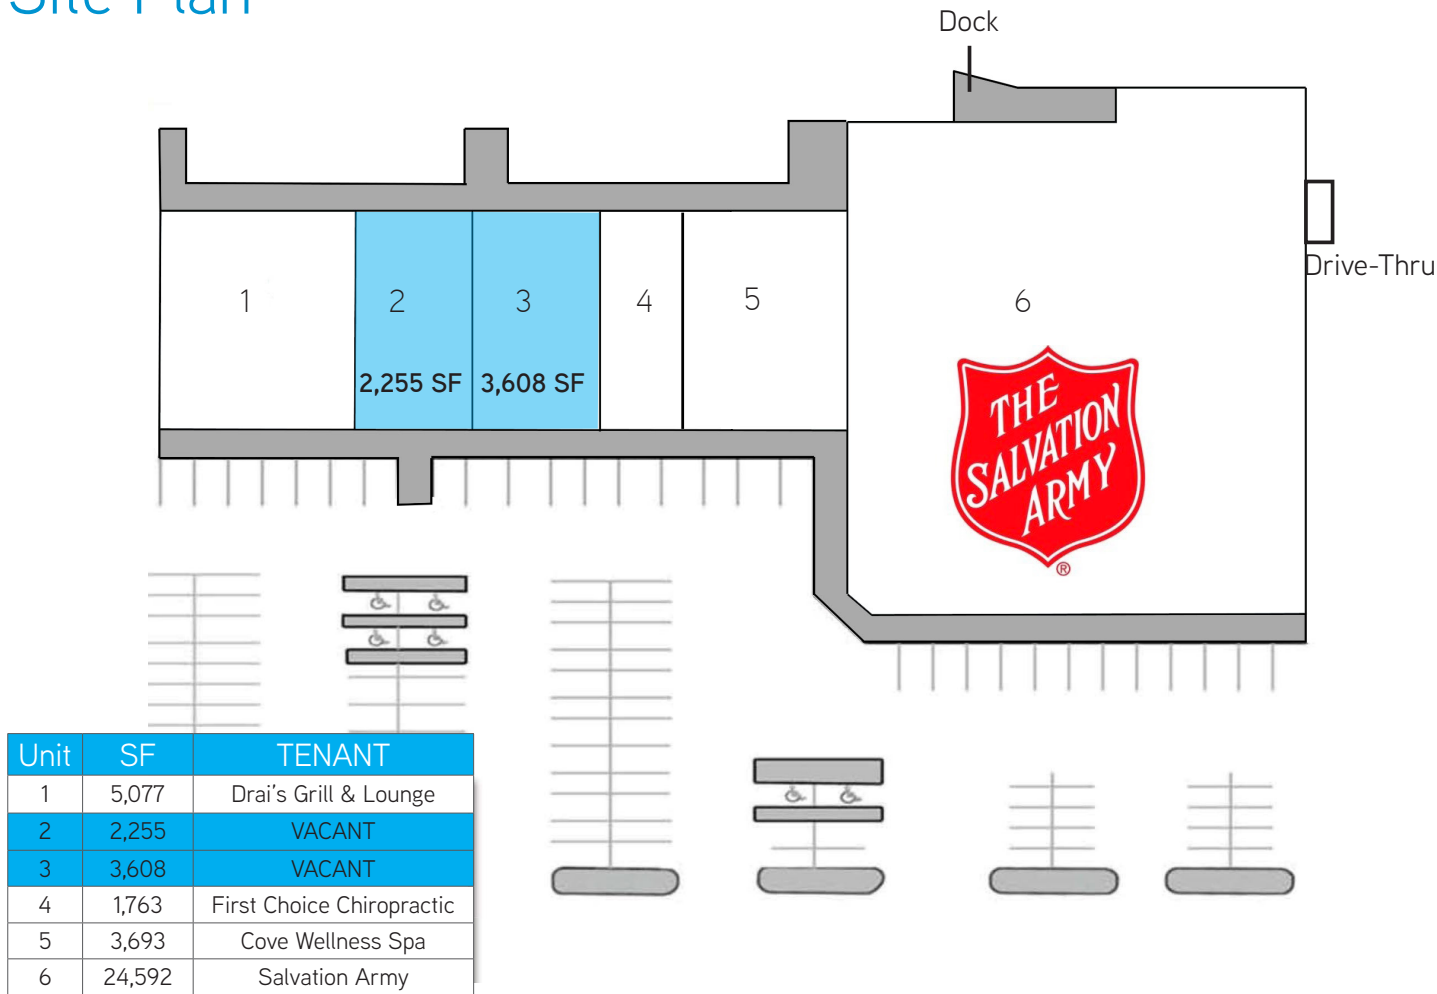 Site Plan
Dock
Drive-Thru
1
2
3
4
5
6
2,255 SF
3,608 SF
THE
SALVATION
ARMY
®
Unit SF TENANT
1 5,077 Drai's Grill & Lounge
2 2,255 VACANT
3 3,608 VACANT
4 1,763 First Choice Chiropractic
5 3,693 Cove Wellness Spa
6 24,592 Salvation Army